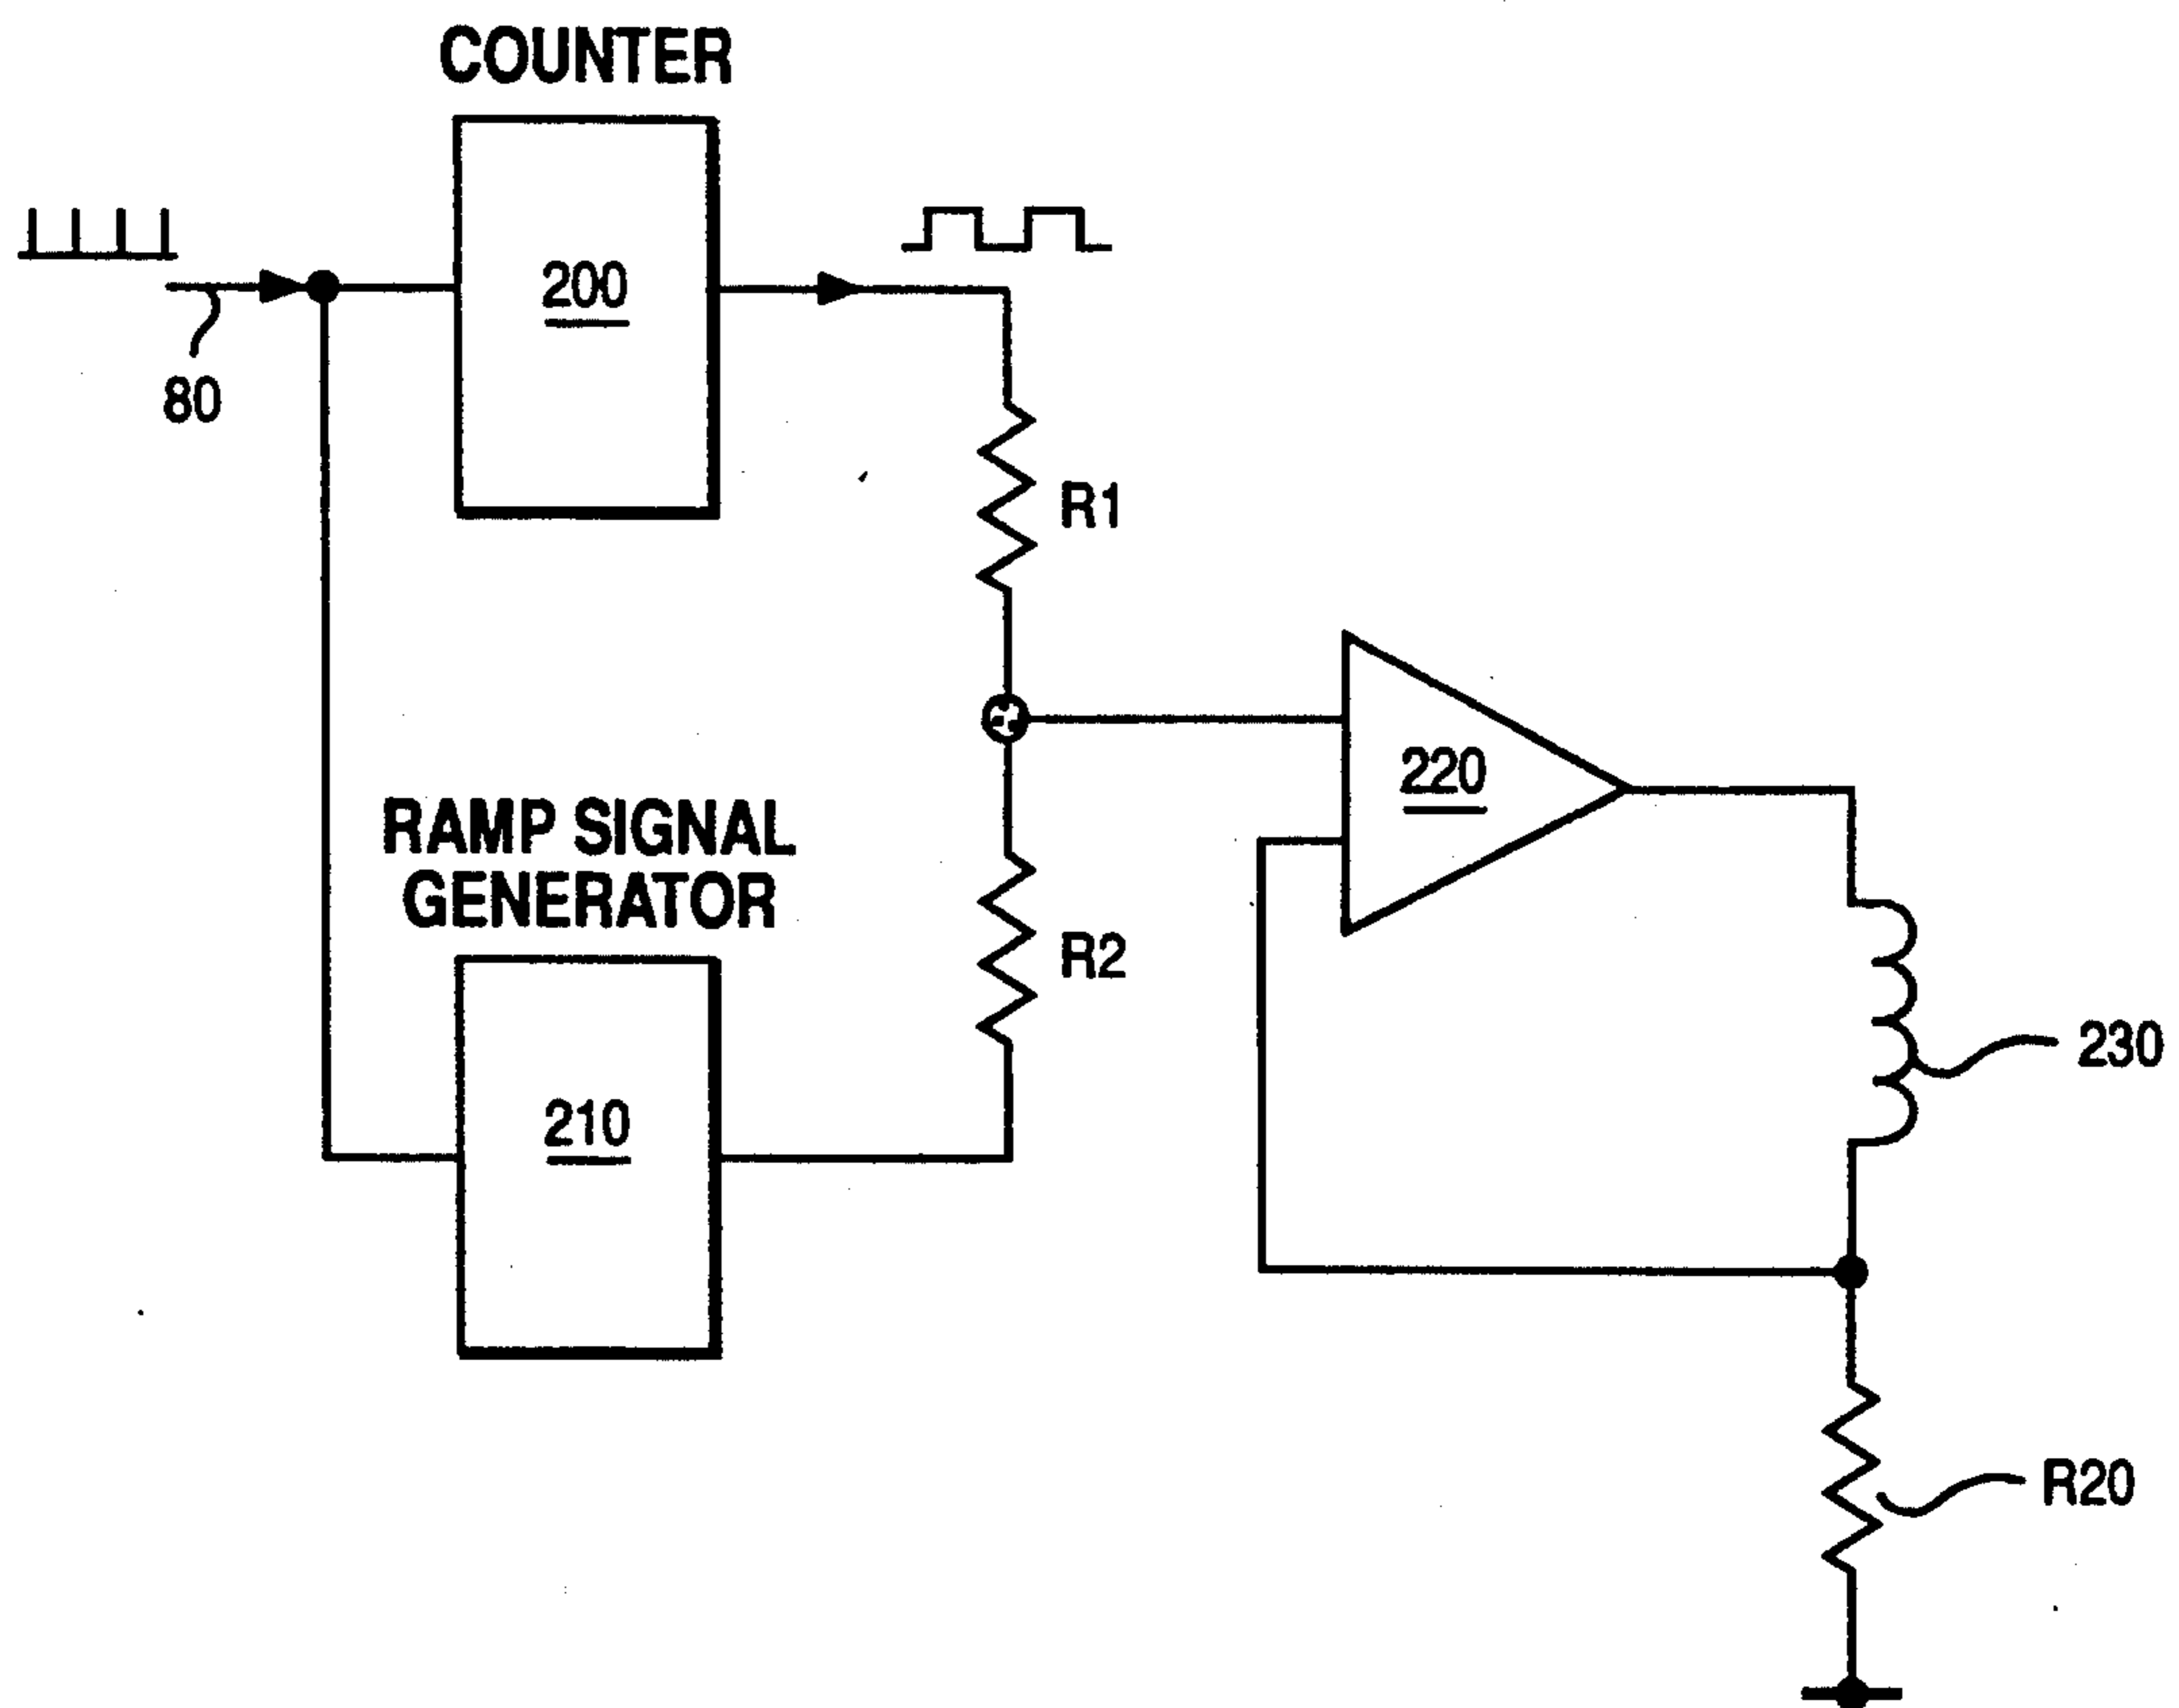 COUNTER
200
80
R1
220
RAMP SIGNAL
GENERATOR
R2
230
210
R20